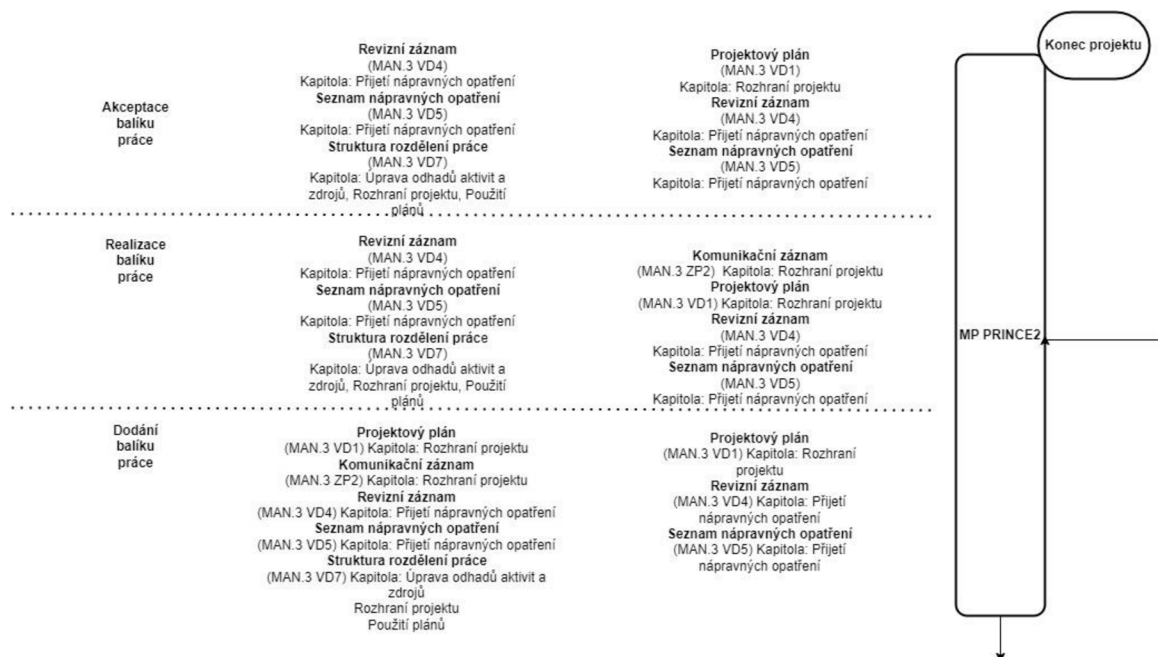 Konec projektu
Akceptace
balíku
práce
Revizní záznam
(MAN.3 VD4)
Kapitola: Přijetí nápravných opatření
Seznam nápravných opatření
(MAN.3 VD5)
Kapitola: Přijetí nápravných opatření
Struktura rozdělení práce
(MAN.3 VD7)
Kapitola: Úprava odhadů aktivit a
zdrojů, Rozhraní projektu, Použití
plánů
Projektový plán
(MAN.3 VD1)
Kapitola: Rozhraní projektu
Revizní záznam
(MAN.3 VD4)
Kapitola: Přijetí nápravných opatření
Seznam nápravných opatření
(MAN.3 VD5)
Kapitola: Přijetí nápravných opatření
Realizace
balíku
práce
Revizní záznam
(MAN.3 VD4)
Kapitola: Přijetí nápravných opatření
Seznam nápravných opatření
(MAN.3 VD5)
Kapitola: Přijetí nápravných opatření
Struktura rozdělení práce
(MAN.3 VD7)
Kapitola: Úprava odhadů aktivit a
zdrojů, Rozhraní projektu, Použití
plánů
Komunikační záznam
(MAN.3 ZP2) Kapitola: Rozhraní projektu
Projektový plán
(MAN.3 VD1) Kapitola: Rozhraní projektu
Revizní záznam
(MAN.3 VD4)
Kapitola: Přijetí nápravných opatření
Seznam nápravných opatření
(MAN.3 VD5)
Kapitola: Přijetí nápravných opatření
MP PRINCE2
Dodání
balíku
práce
Projektový plán
(MAN.3 VD1) Kapitola: Rozhraní projektu
Komunikační záznam
(MAN.3 ZP2) Kapitola: Rozhraní projektu
Revizní záznam
(MAN.3 VD4) Kapitola: Přijetí nápravných opatření
Seznam nápravných opatření
(MAN.3 VD5) Kapitola: Přijetí nápravných opatření
Struktura rozdělení práce
(MAN.3 VD7) Kapitola: Úprava odhadů aktivit a
zdrojů
Rozhraní projektu
Použití plánů
Projektový plán
(MAN.3 VD1) Kapitola: Rozhraní
projektu
Revizní záznam
(MAN.3 VD4) Kapitola: Přijetí
nápravných opatření
Seznam nápravných opatření
(MAN.3 VD5) Kapitola: Přijetí
nápravných opatření